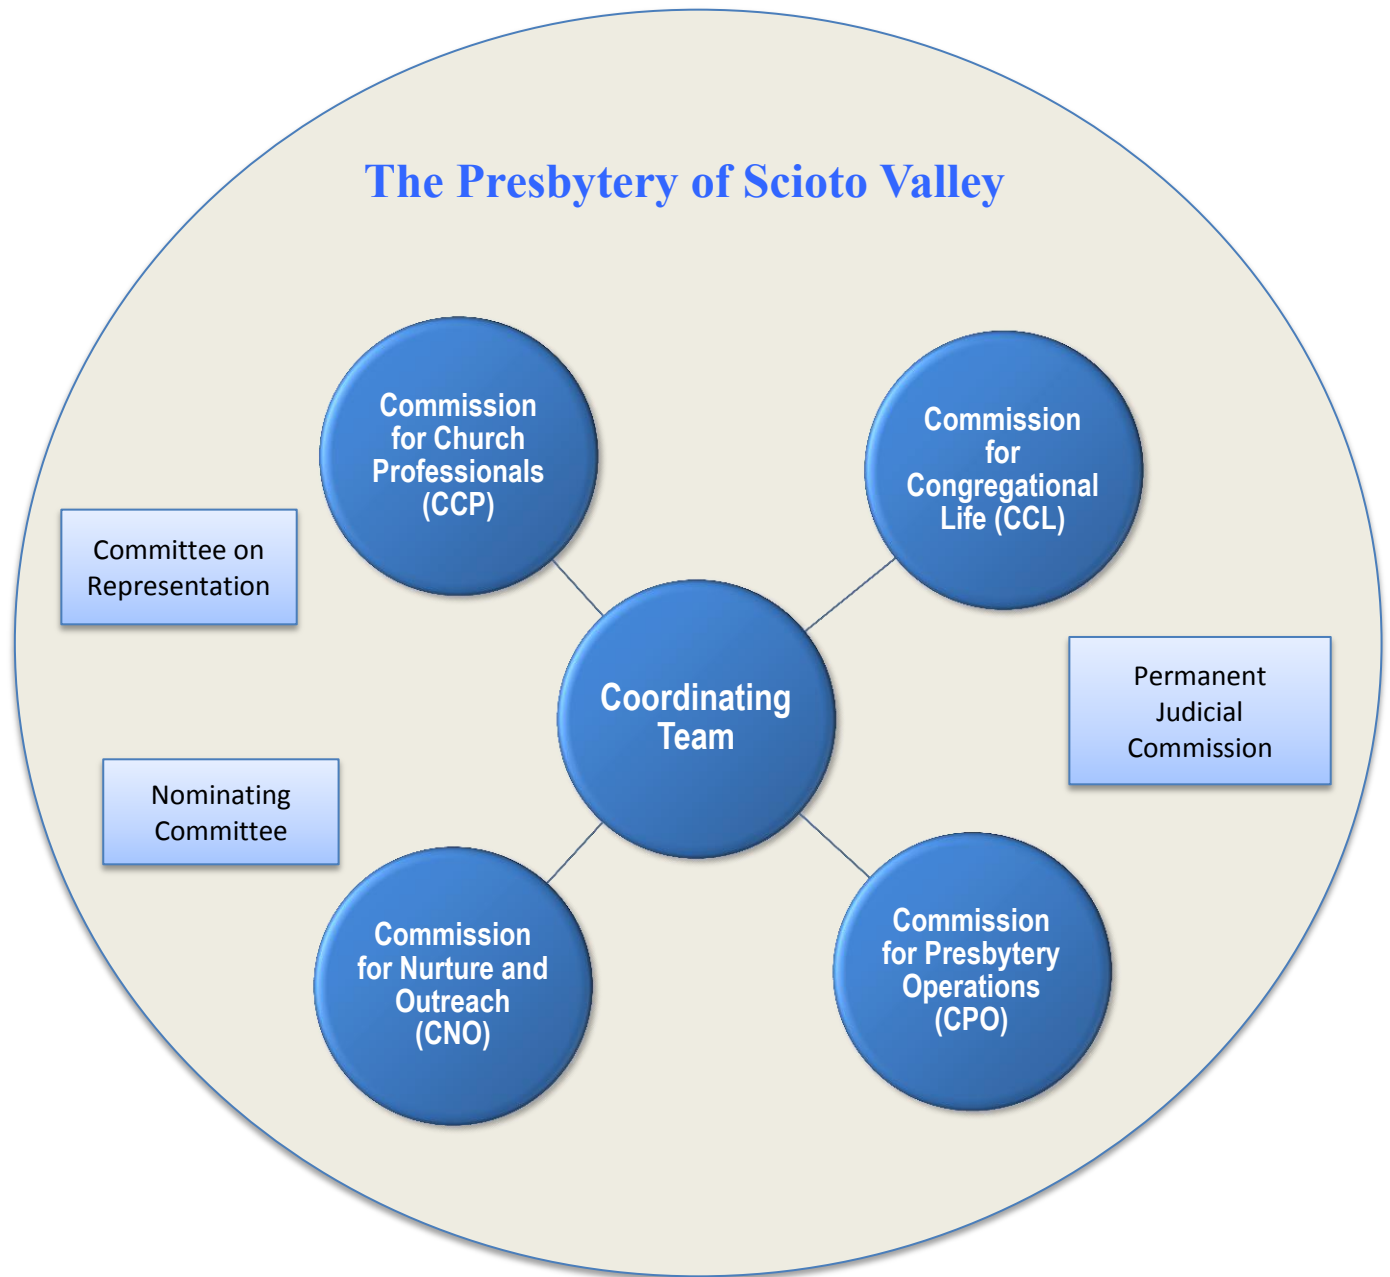 The Presbytery of Scioto Valley
Commission
for Church
Professionals
(CCP)
Commission
for
Congregational
Life (CCL)
Committee on
Representation
Coordinating
Team
Permanent
Judicial
Commission
Nominating
Committee
Commission
for Nurture and
Outreach
(CNO)
Commission
for Presbytery
Operations
(CPO)